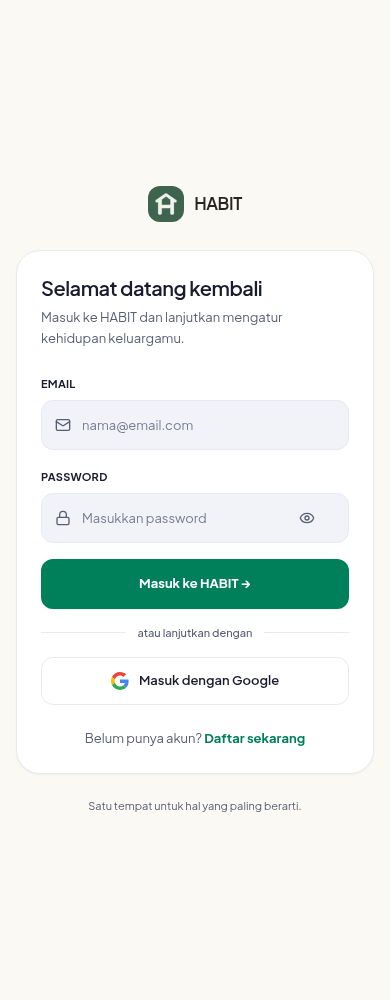 HABIT
Selamat datang kembali
Masuk ke HABIT dan lanjutkan mengatur
kehidupan keluargamu.
EMAIL
nama@email.com
PASSWORD
Masukkan password
Masuk ke HABIT →
atau lanjutkan dengan
Masuk dengan Google
Belum punya akun? Daftar sekarang
Satu tempat untuk hal yang paling berarti.